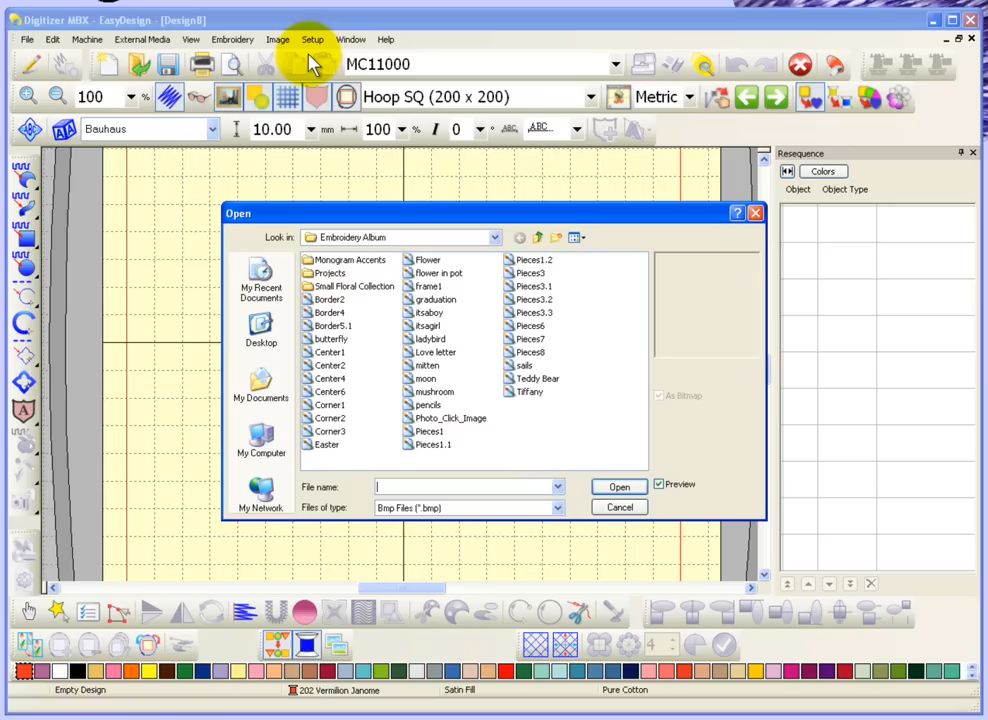 Digitizer MBX - EasyDesign - [Design8]
File Edit Machine External Media View Embroidery Image Setup Window Help
MC11000
100 % Hoop SQ (200 x 200) Metric
Bauhaus 10.00 mm 100 % I 0 ° ABC ABC...
Resequence
Colors
Object Object Type
Open
Look in: Embroidery Album
My Recent Documents
Desktop
My Documents
My Computer
My Network
Monogram Accents
Projects
Small Floral Collection
Border2
Border4
Border5.1
butterfly
Center1
Center2
Center4
Center6
Corner1
Corner2
Corner3
Easter
Flower
flower in pot
frame1
graduation
itsaboy
itsagirl
ladybird
Love letter
mitten
moon
mushroom
pencils
Photo_Click_Image
Pieces1
Pieces1.1
Pieces1.2
Pieces3
Pieces3.1
Pieces3.2
Pieces3.3
Pieces6
Pieces7
Pieces8
sails
Teddy Bear
Tiffany
As Bitmap
File name: Open Preview
Files of type: Bmp Files (*.bmp) Cancel
4
Empty Design 202 Vermilion Janome Satin Fill Pure Cotton